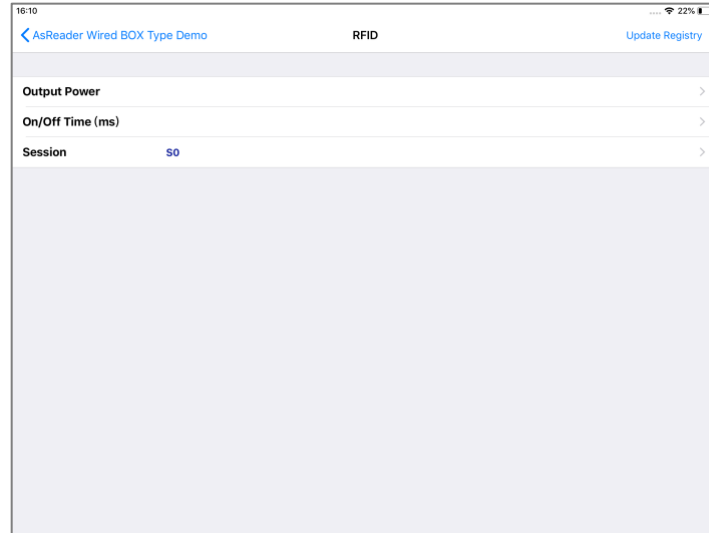 16:10 .... 22%
AsReader Wired BOX Type Demo RFID Update Registry
Output Power
On/Off Time (ms)
Session S0